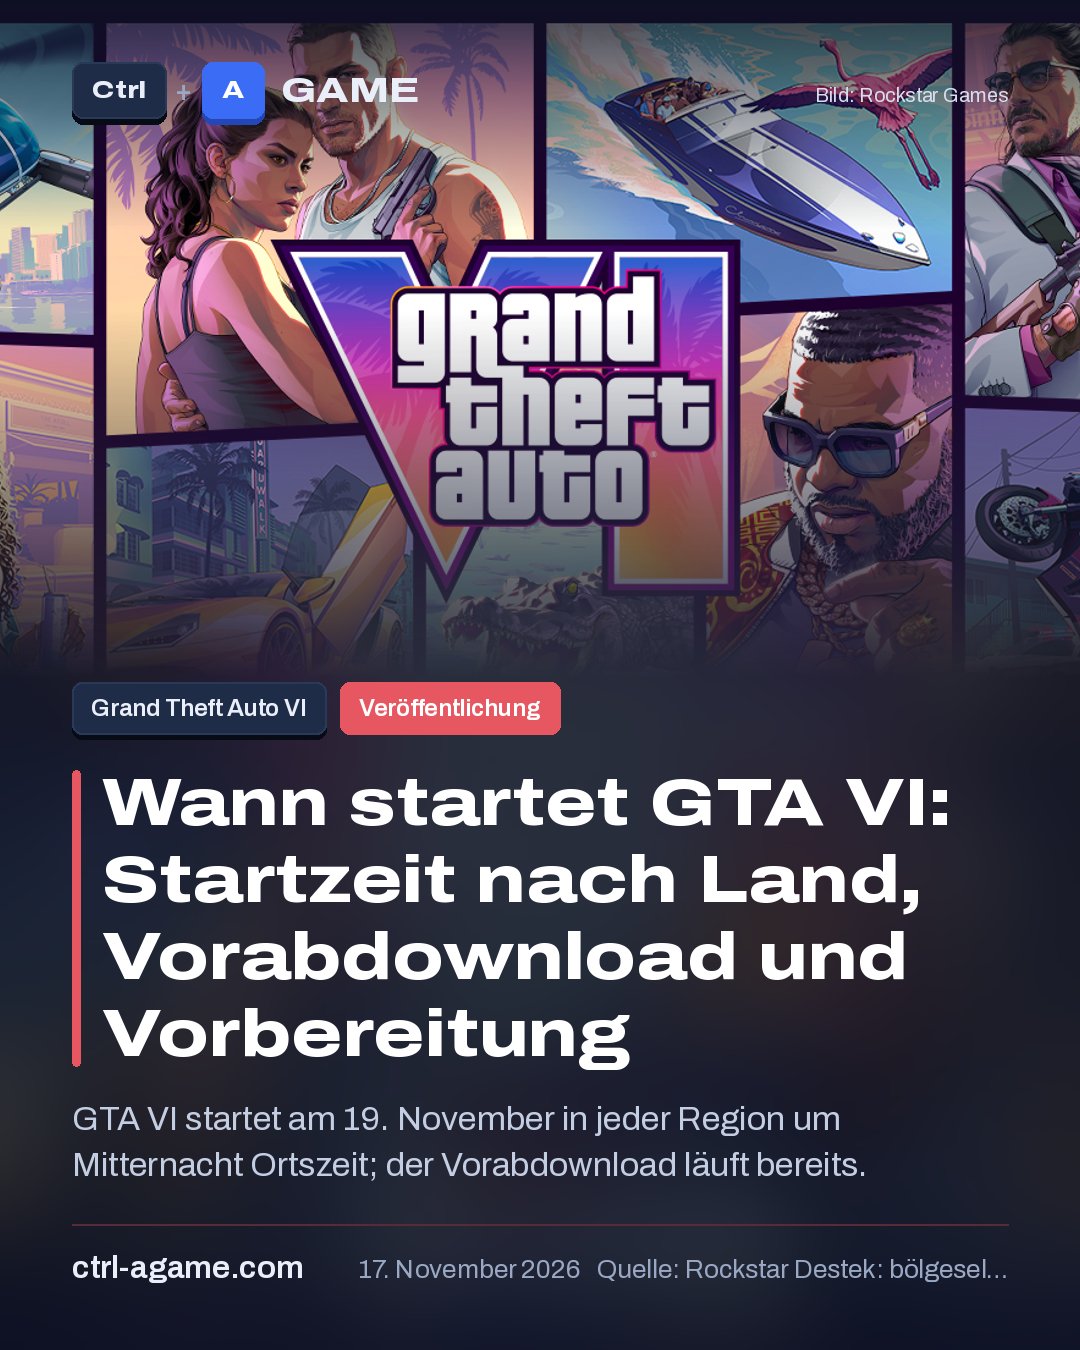 Ctrl + A GAME
Bild: Rockstar Games
VI
grand
theft
auto
Grand Theft Auto VI
Veröffentlichung
Wann startet GTA VI:
Startzeit nach Land,
Vorabdownload und
Vorbereitung
GTA VI startet am 19. November in jeder Region um
Mitternacht Ortszeit; der Vorabdownload läuft bereits.
ctrl-agame.com
17. November 2026
Quelle: Rockstar Destek: bölgesel...